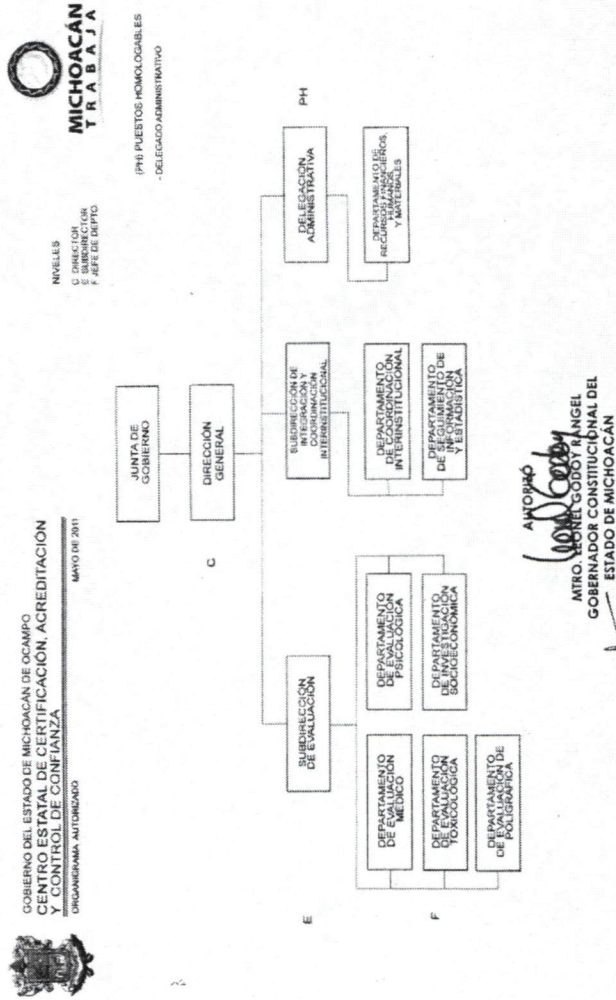 GOBIERNO DEL ESTADO DE MICHOACÁN DE OCAMPO
CENTRO ESTATAL DE CERTIFICACIÓN, ACREDITACIÓN
Y CONTROL DE CONFIANZA
ORGANIGRAMA AUTORIZADO
MAYO DE 2011
MICHOACÁN
TRABAJA
NIVELES
C DIRECTOR
E SUBDIRECTOR
F JEFE DE DEPTO.
(PH) PUESTOS HOMOLOGABLES
- DELEGADO ADMINISTRATIVO
JUNTA DE
GOBIERNO
C
DIRECCIÓN
GENERAL
E
SUBDIRECCIÓN
DE EVALUACIÓN
SUBDIRECCIÓN DE
INTEGRACIÓN Y
COORDINACIÓN
INTERINSTITUCIONAL
DELEGACIÓN
ADMINISTRATIVA
PH
F
DEPARTAMENTO
DE EVALUACIÓN
MÉDICO
DEPARTAMENTO
DE EVALUACIÓN
TOXICOLÓGICA
DEPARTAMENTO
DE EVALUACIÓN DE
POLIGRÁFICA
DEPARTAMENTO
DE EVALUACIÓN
PSICOLÓGICA
DEPARTAMENTO
DE INVESTIGACIÓN
SOCIOECONÓMICA
DEPARTAMENTO
DE COORDINACIÓN
INTERINSTITUCIONAL
DEPARTAMENTO
DE SEGUIMIENTO DE
INFORMACIÓN
Y ESTADÍSTICA
DEPARTAMENTO DE
RECURSOS FINANCIEROS,
HUMANOS,
Y MATERIALES
AUTORIZÓ
MTRO. LEONEL GODOY RANGEL
GOBERNADOR CONSTITUCIONAL DEL
ESTADO DE MICHOACÁN